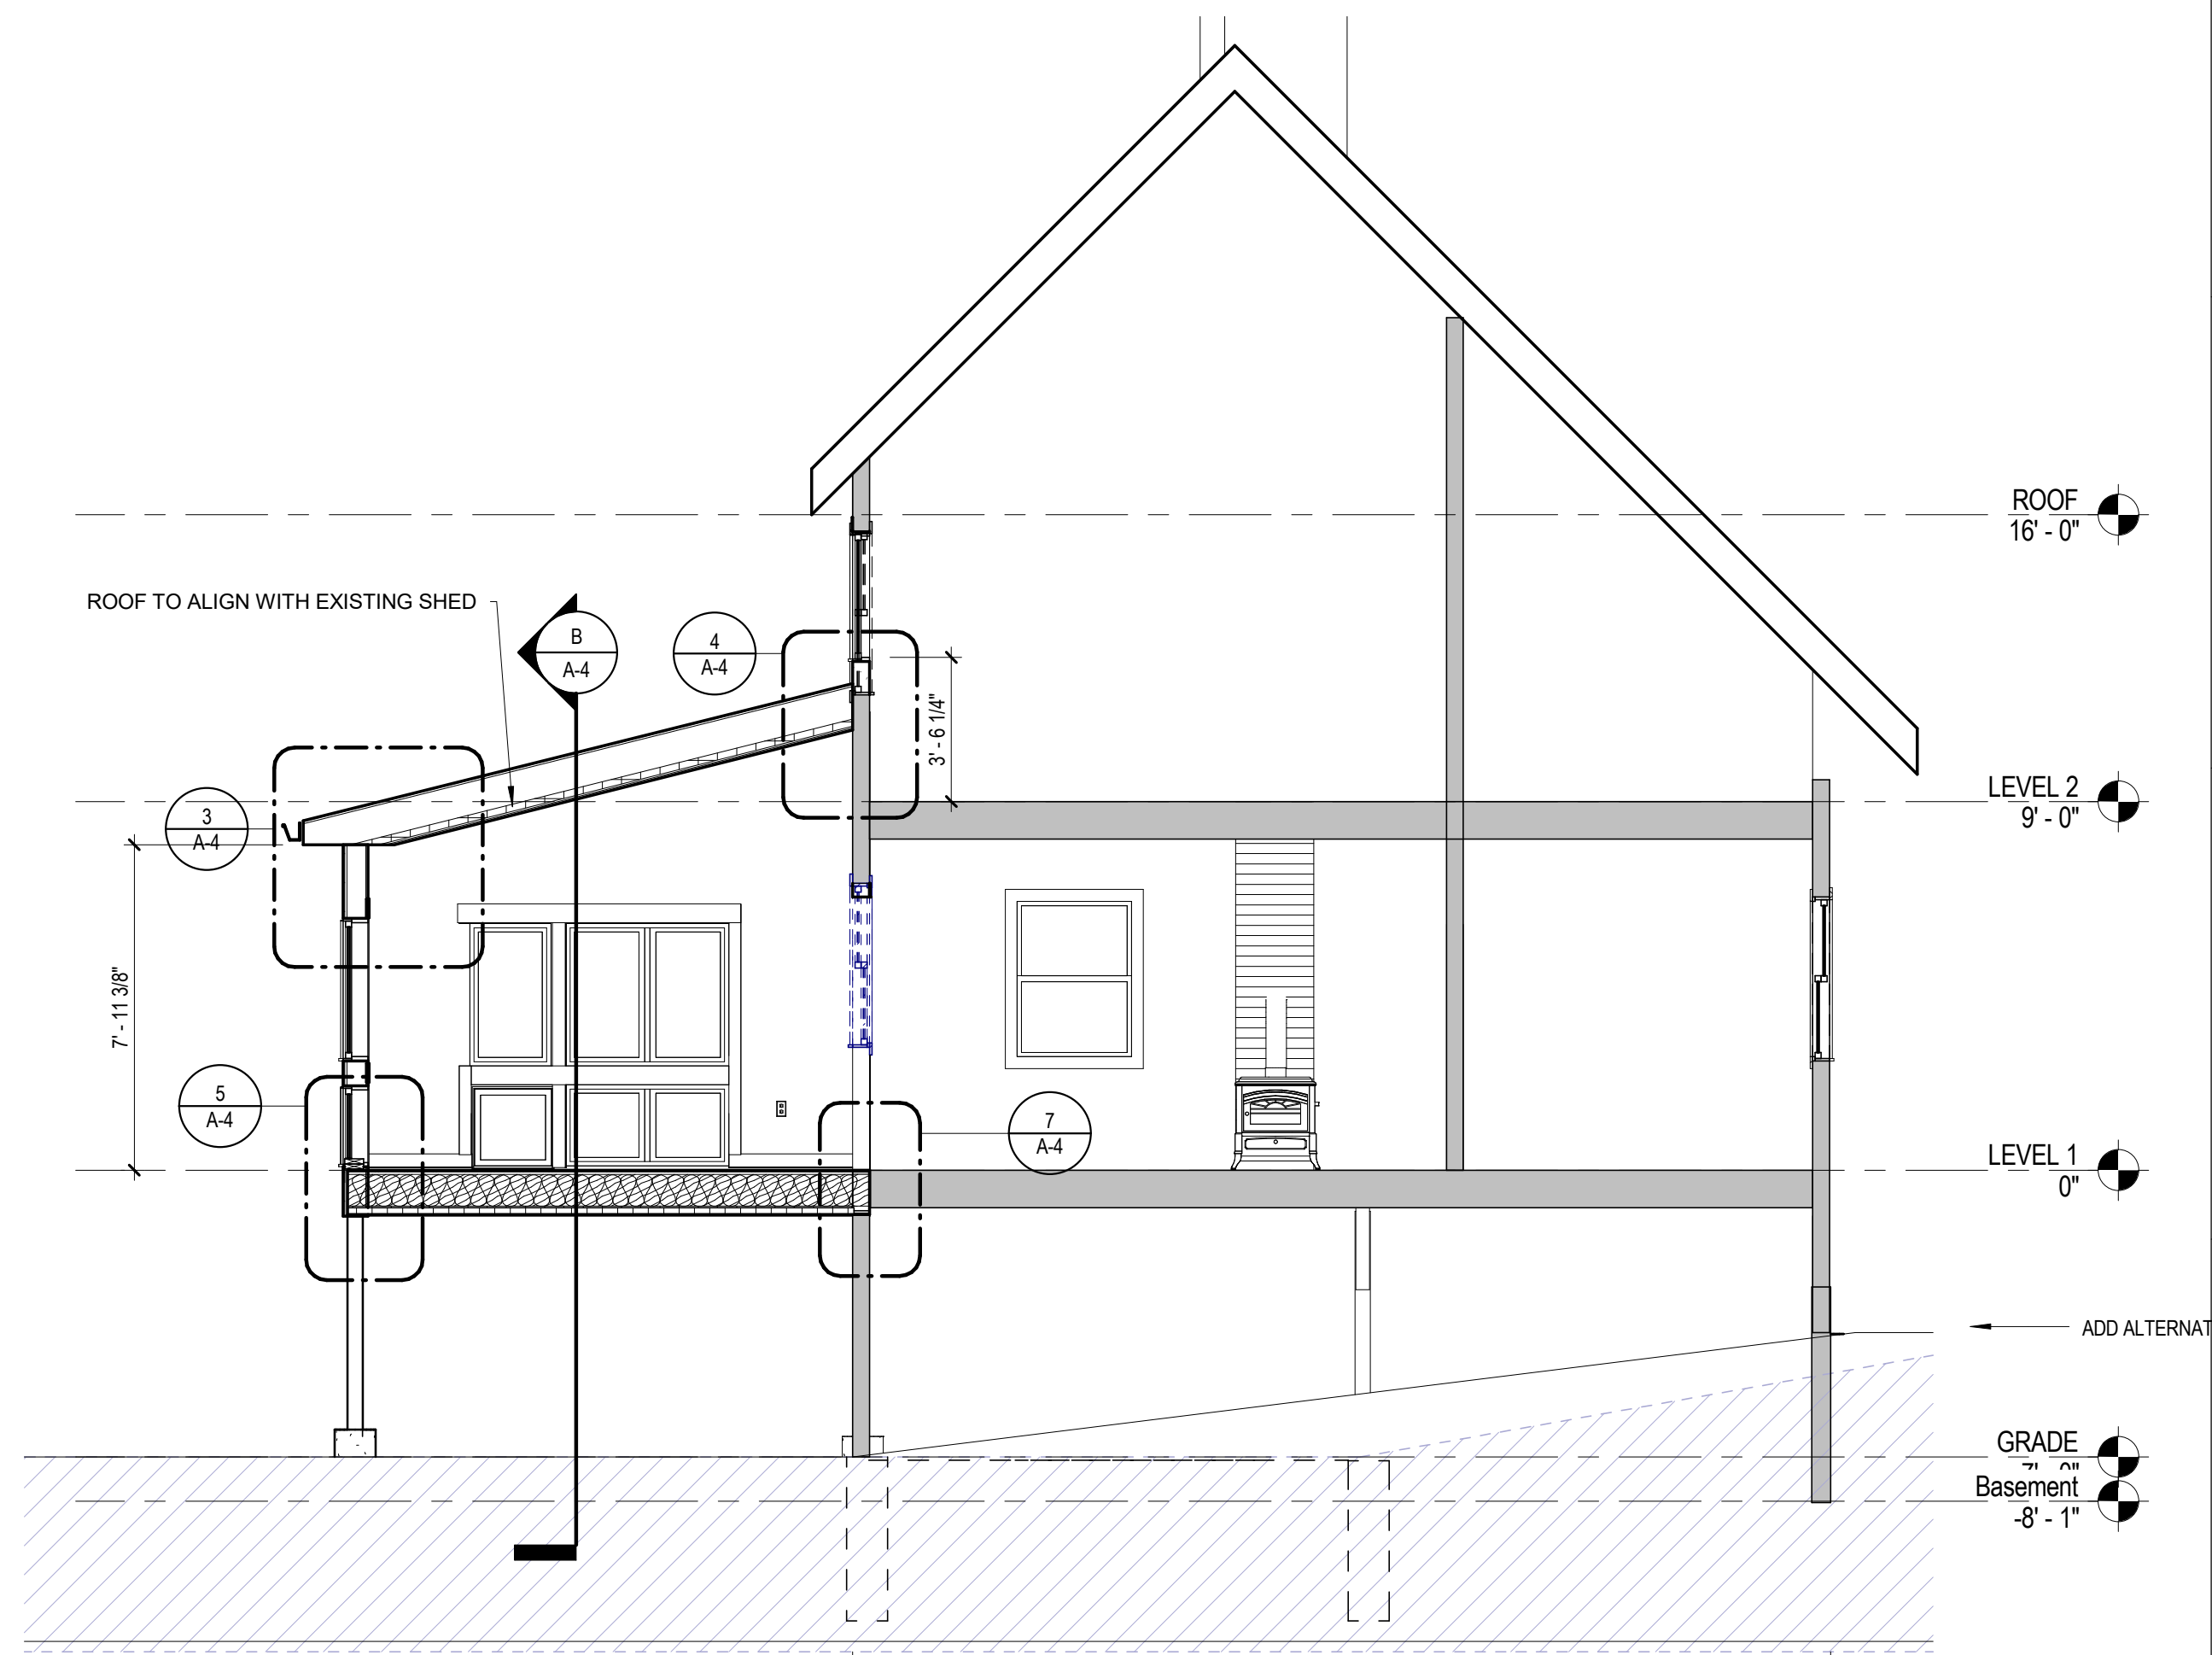 ROOF
16' - 0"
ROOF TO ALIGN WITH EXISTING SHED
B
A-4
4
A-4
3' - 6 1/4"
LEVEL 2
9' - 0"
3
A-4
7' - 11 3/8"
5
A-4
7
A-4
LEVEL 1
0"
ADD ALTERNAT
GRADE
Basement
-8' - 1"